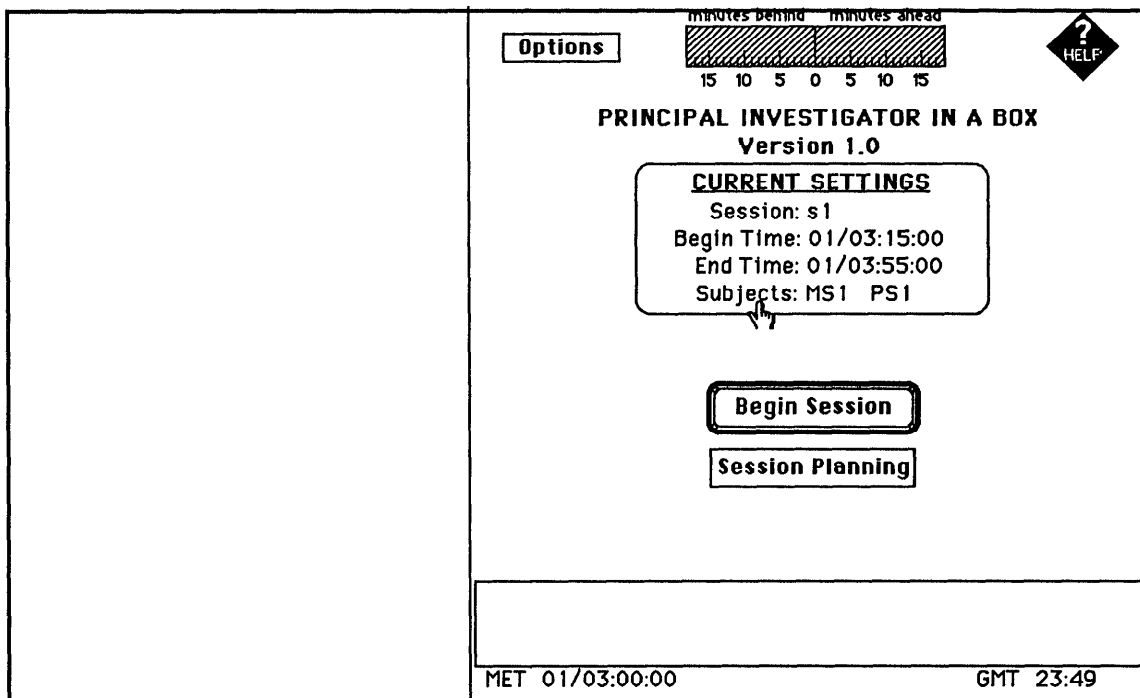 minutes behind minutes ahead
Options
15 10 5 0 5 10 15
? HELP
PRINCIPAL INVESTIGATOR IN A BOX
Version 1.0
CURRENT SETTINGS
Session: s1
Begin Time: 01/03:15:00
End Time: 01/03:55:00
Subjects: MS1 PS1
Begin Session
Session Planning
MET 01/03:00:00 GMT 23:49